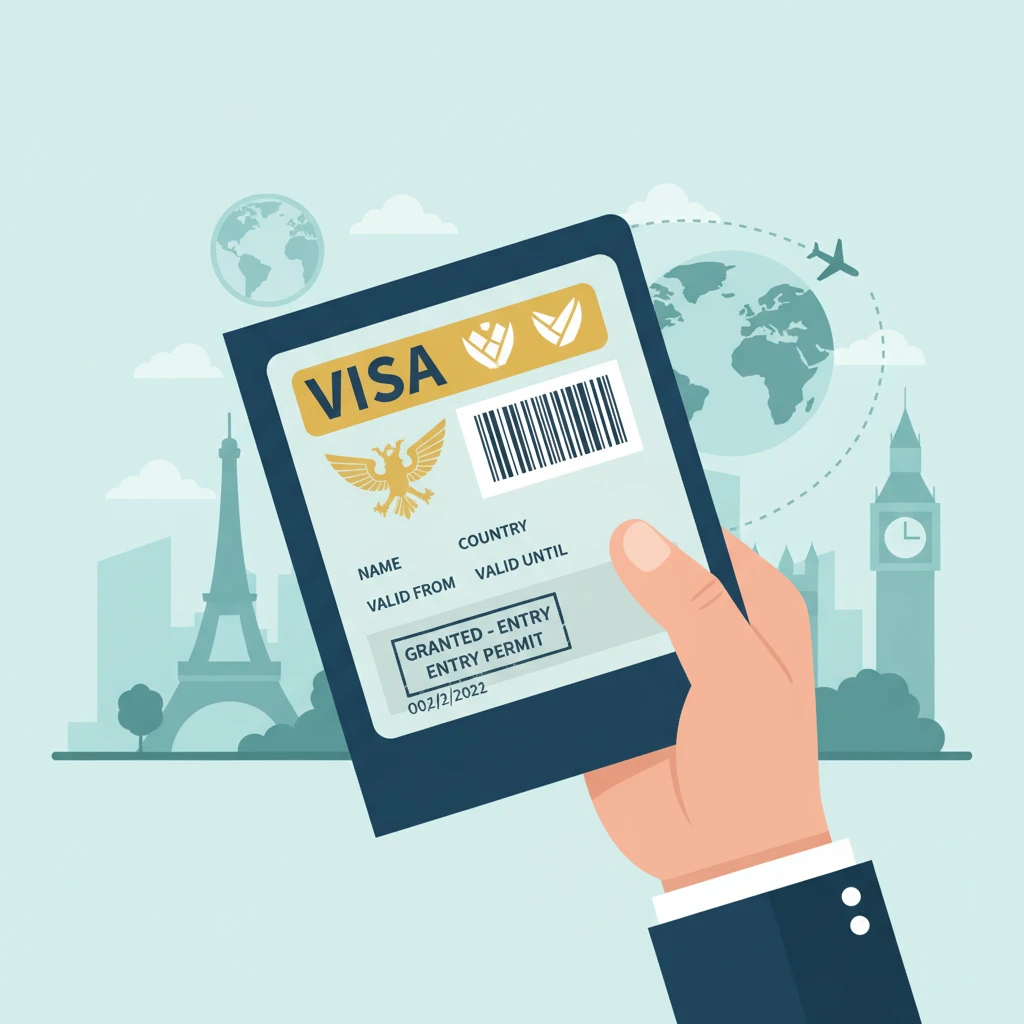 VISA
NAME
COUNTRY
VALID FROM
VALID UNTIL
GRANTED - ENTRY
ENTRY PERMIT
002/2/2022